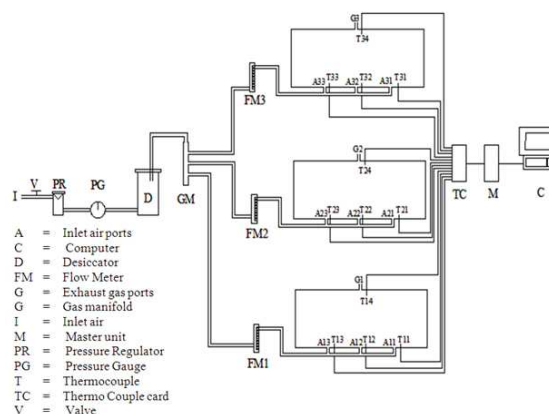 G3
T34
A33 T33 A32 T32 A31 T31
FM3
G2
T24
V
PR
PG
I
D
GM
TC
M
C
A23 T23 A22 T22 A21 T21
FM2
G1
T14
A13 T13 A12 T12 A11 T11
FM1
A = Inlet air ports
C = Computer
D = Desiccator
FM = Flow Meter
G = Exhaust gas ports
G = Gas manifold
I = Inlet air
M = Master unit
PR = Pressure Regulator
PG = Pressure Gauge
T = Thermocouple
TC = Thermo Couple card
V = Valve